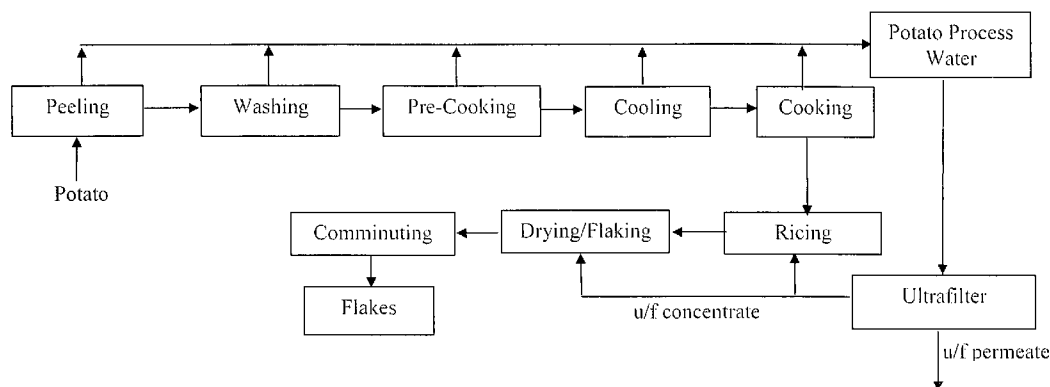 Potato Process
Water
Peeling
Washing
Pre-Cooking
Cooling
Cooking
Potato
Comminuting
Drying/Flaking
Ricing
Flakes
u/f concentrate
Ultrafilter
u/f permeate